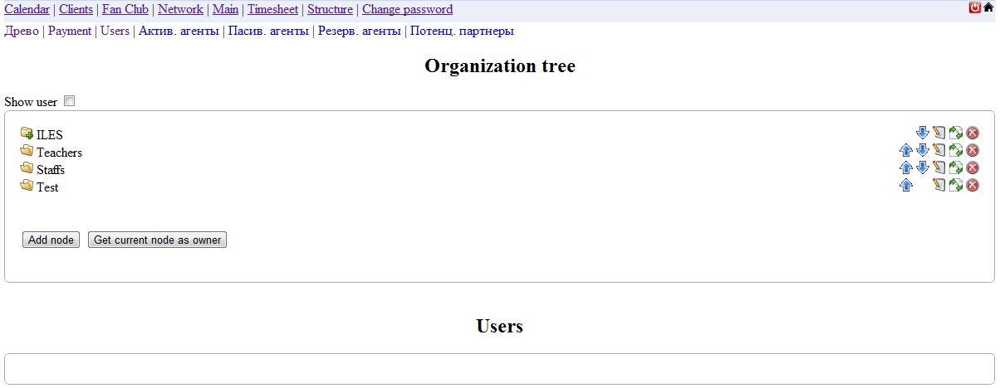 Calendar | Clients | Fan Club | Network | Main | Timesheet | Structure | Change password
Древо | Payment | Users | Актив. агенты | Пасив. агенты | Резерв. агенты | Потенц. партнеры
Organization tree
Show user
ILES
Teachers
Staffs
Test
Add node Get current node as owner
Users